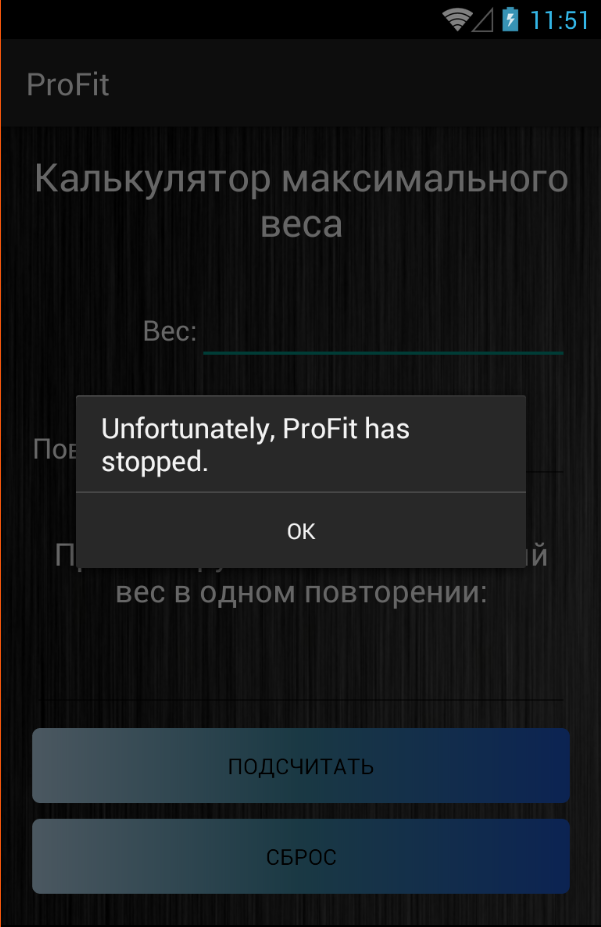 11:51
ProFit
Калькулятор максимального
веса
Вес:
Unfortunately, ProFit has
stopped.
OK
вес в одном повторении:
ПОДСЧИТАТЬ
СБРОС